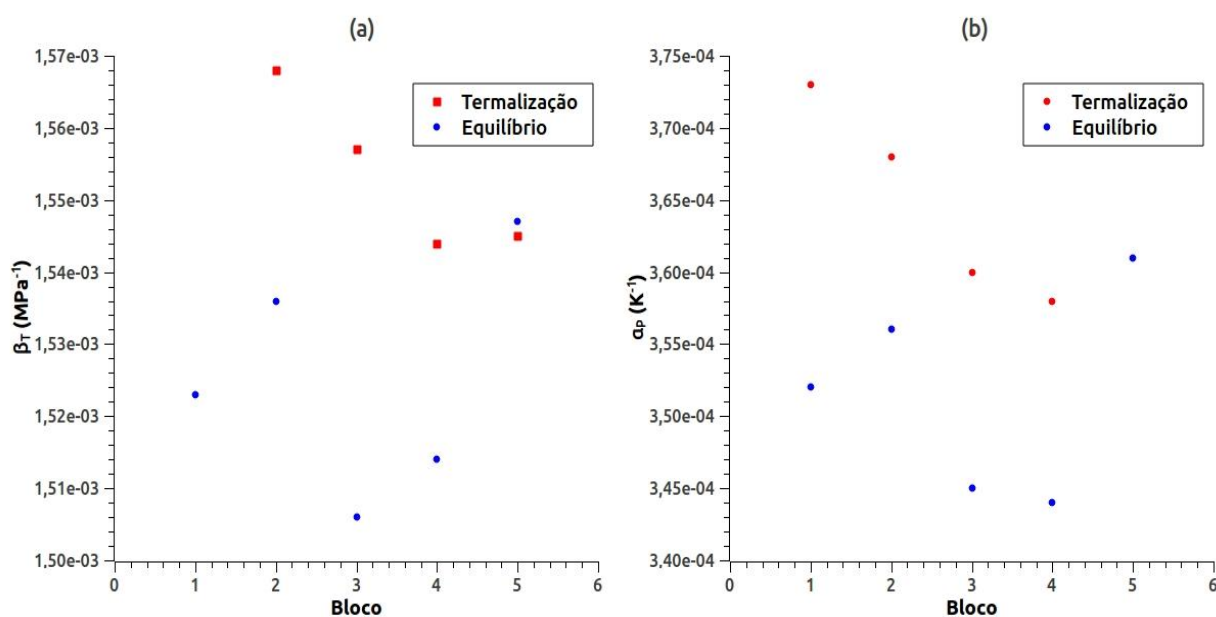 (a)
1,57e-03
1,56e-03
1,55e-03
1,54e-03
1,53e-03
1,52e-03
1,51e-03
1,50e-03
βT (MPa⁻¹)
Termalização
Equilíbrio
0 1 2 3 4 5 6
Bloco
(b)
3,75e-04
3,70e-04
3,65e-04
3,60e-04
3,55e-04
3,50e-04
3,45e-04
3,40e-04
αP (K⁻¹)
Termalização
Equilíbrio
0 1 2 3 4 5 6
Bloco